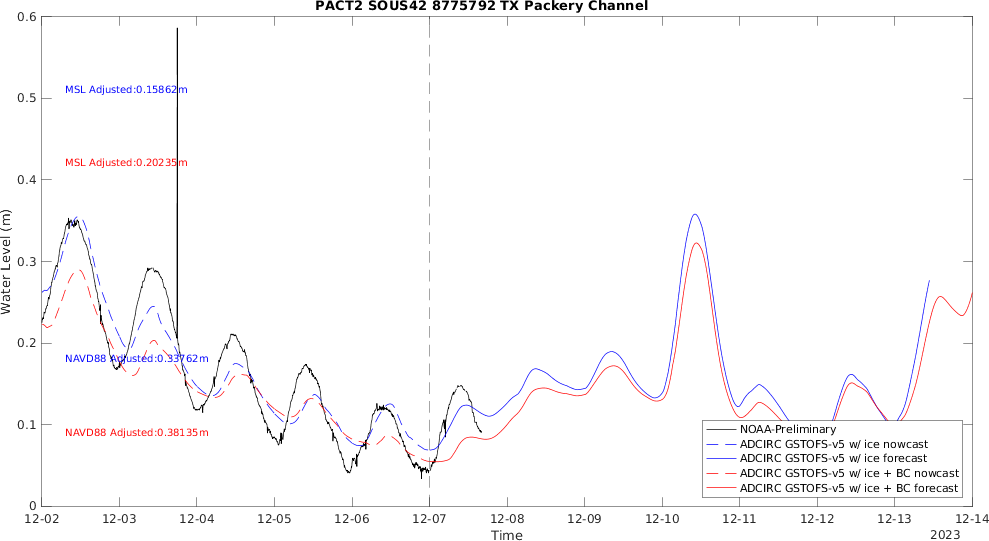 PACT2 SOUS42 8775792 TX Packery Channel
0.6
0.5
0.4
0.3
0.2
0.1
0
Water Level (m)
MSL Adjusted:0.15862m
MSL Adjusted:0.20235m
NAVD88 Adjusted:0.33762m
NAVD88 Adjusted:0.38135m
NOAA-Preliminary
ADCIRC GSTOFS-v5 w/ ice nowcast
ADCIRC GSTOFS-v5 w/ ice forecast
ADCIRC GSTOFS-v5 w/ ice + BC nowcast
ADCIRC GSTOFS-v5 w/ ice + BC forecast
12-02 12-03 12-04 12-05 12-06 12-07 12-08 12-09 12-10 12-11 12-12 12-13 12-14
Time
2023